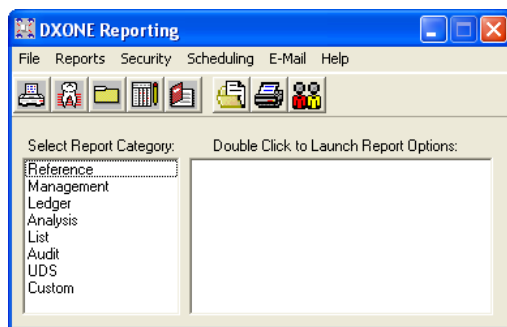 DXONE Reporting
File Reports Security Scheduling E-Mail Help
Select Report Category: Double Click to Launch Report Options:
Reference
Management
Ledger
Analysis
List
Audit
UDS
Custom